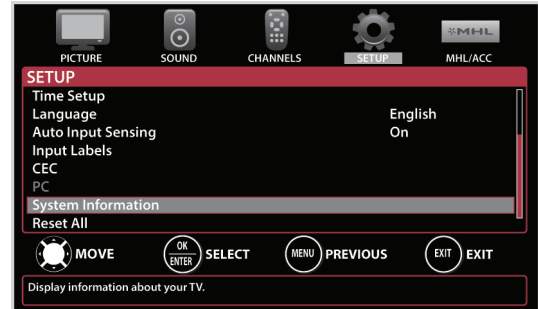 MHL
PICTURE SOUND CHANNELS SETUP MHL/ACC
SETUP
Time Setup
Language English
Auto Input Sensing On
Input Labels
CEC
PC
System Information
Reset All
MOVE OK ENTER SELECT MENU PREVIOUS EXIT EXIT
Display information about your TV.